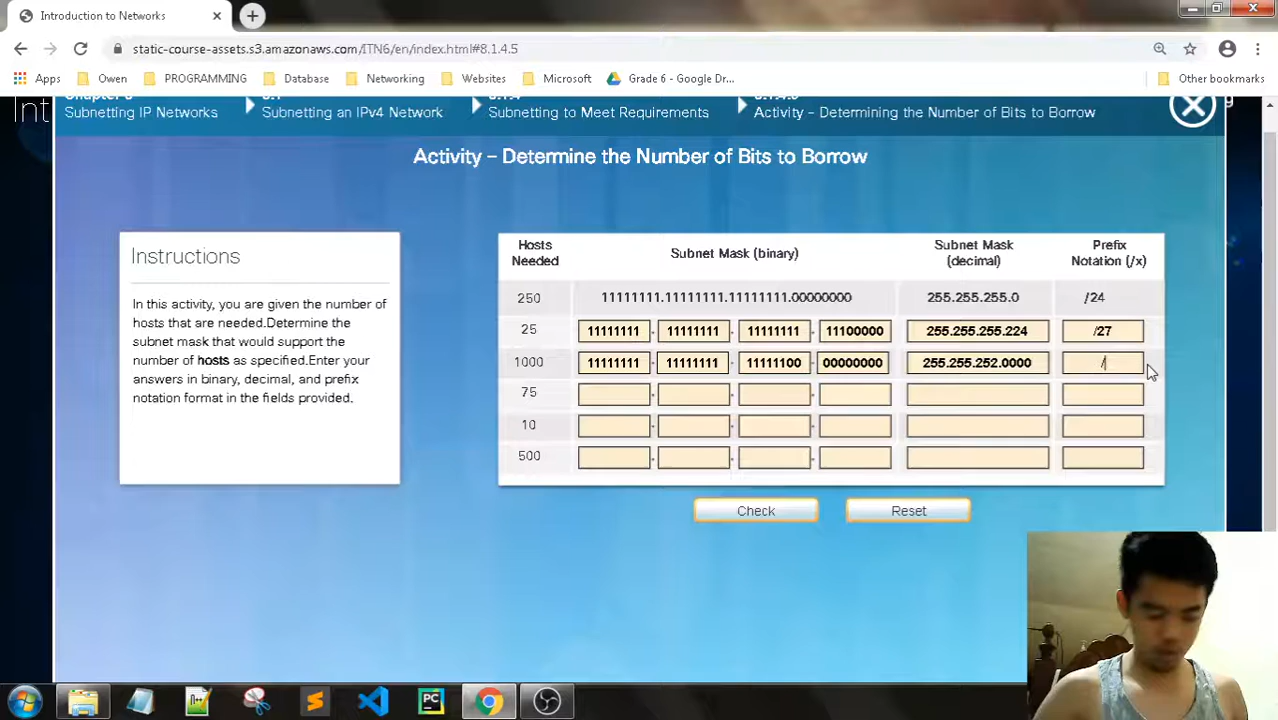 Introduction to Networks
static-course-assets.s3.amazonaws.com/ITN6/en/index.html#8.1.4.5
Apps Owen PROGRAMMING Database Networking Websites Microsoft Grade 6 - Google Dr... Other bookmarks
Int
Subnetting IP Networks Subnetting an IPv4 Network Subnetting to Meet Requirements Activity – Determining the Number of Bits to Borrow
Activity – Determine the Number of Bits to Borrow
Instructions
In this activity, you are given the number of
hosts that are needed.Determine the
subnet mask that would support the
number of hosts as specified.Enter your
answers in binary, decimal, and prefix
notation format in the fields provided.
Hosts Needed Subnet Mask (binary) Subnet Mask (decimal) Prefix Notation (/x)
250 11111111.11111111.11111111.00000000 255.255.255.0 /24
25 11111111 . 11111111 . 11111111 . 11100000 255.255.255.224 /27
1000 11111111 . 11111111 . 11111100 . 00000000 255.255.252.0000 /
75 . . .
10 . . .
500 . . .
Check Reset
PC